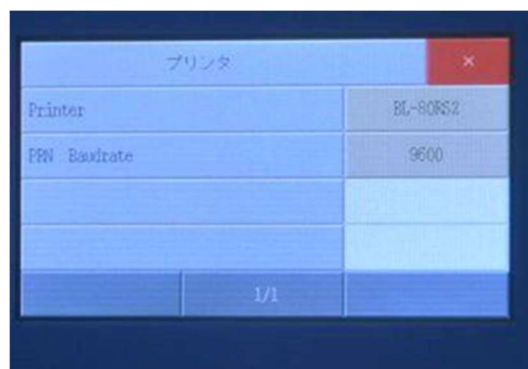 プリンタ ×
Printer BL-80RS2
PRN Baudrate 9600
1/1